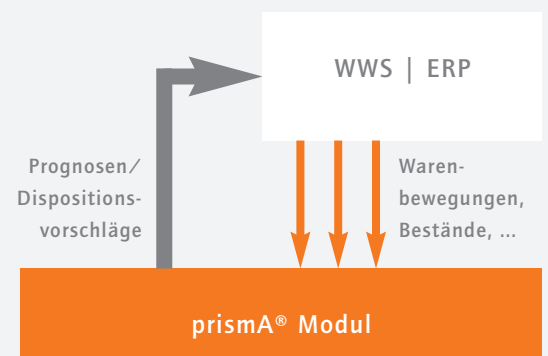 WWS | ERP
Prognosen/
Dispositions-
vorschläge
Waren-
bewegungen,
Bestände, ...
prismA® Modul